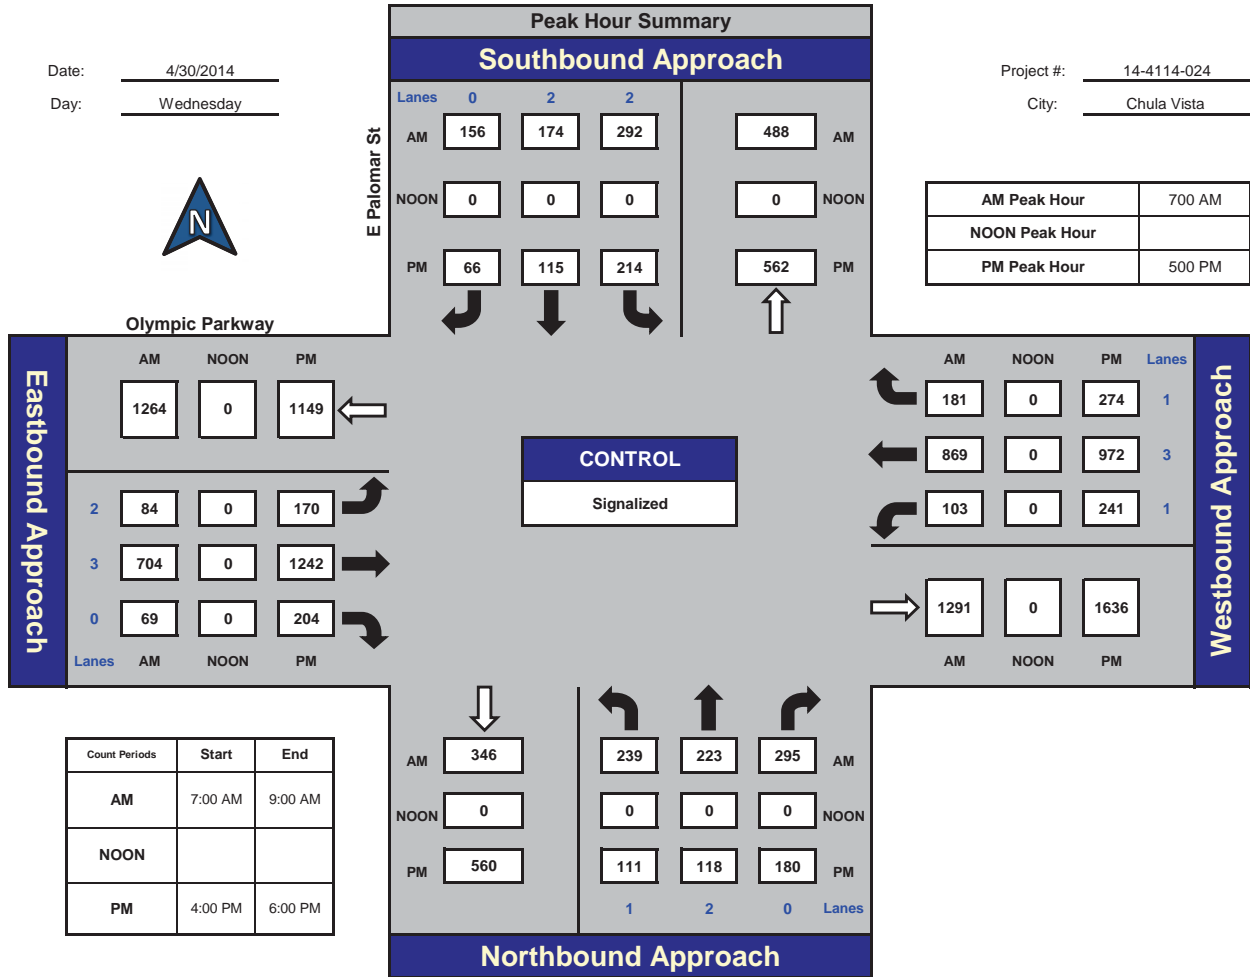 Peak Hour Summary
Southbound Approach
Date: 4/30/2014
Day: Wednesday
Project #: 14-4114-024
City: Chula Vista
N
E Palomar St
Lanes 0 2 2
AM 156 174 292 488 AM
NOON 0 0 0 0 NOON
PM 66 115 214 562 PM
AM Peak Hour 700 AM
NOON Peak Hour
PM Peak Hour 500 PM
Olympic Parkway
Eastbound Approach
AM NOON PM
1264 0 1149
2 84 0 170
3 704 0 1242
0 69 0 204
Lanes AM NOON PM
CONTROL
Signalized
AM NOON PM Lanes
181 0 274 1
869 0 972 3
103 0 241 1
1291 0 1636
AM NOON PM
Westbound Approach
Count Periods Start End
AM 7:00 AM 9:00 AM
NOON
PM 4:00 PM 6:00 PM
AM 346 239 223 295 AM
NOON 0 0 0 0 NOON
PM 560 111 118 180 PM
1 2 0 Lanes
Northbound Approach